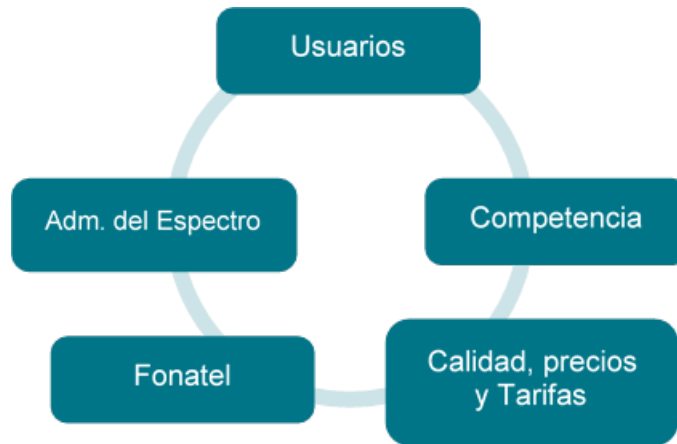 Usuarios
Adm. del Espectro
Competencia
Fonatel
Calidad, precios
y Tarifas